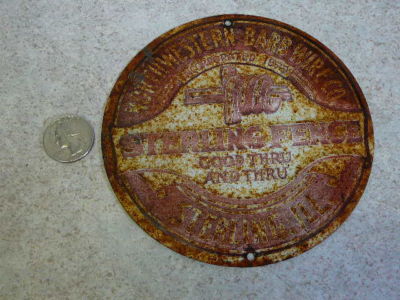 NORTHWESTERN BARB WIRE CO.
STERLING FENCE
GOOD THRU
AND THRU
STERLING, ILL.